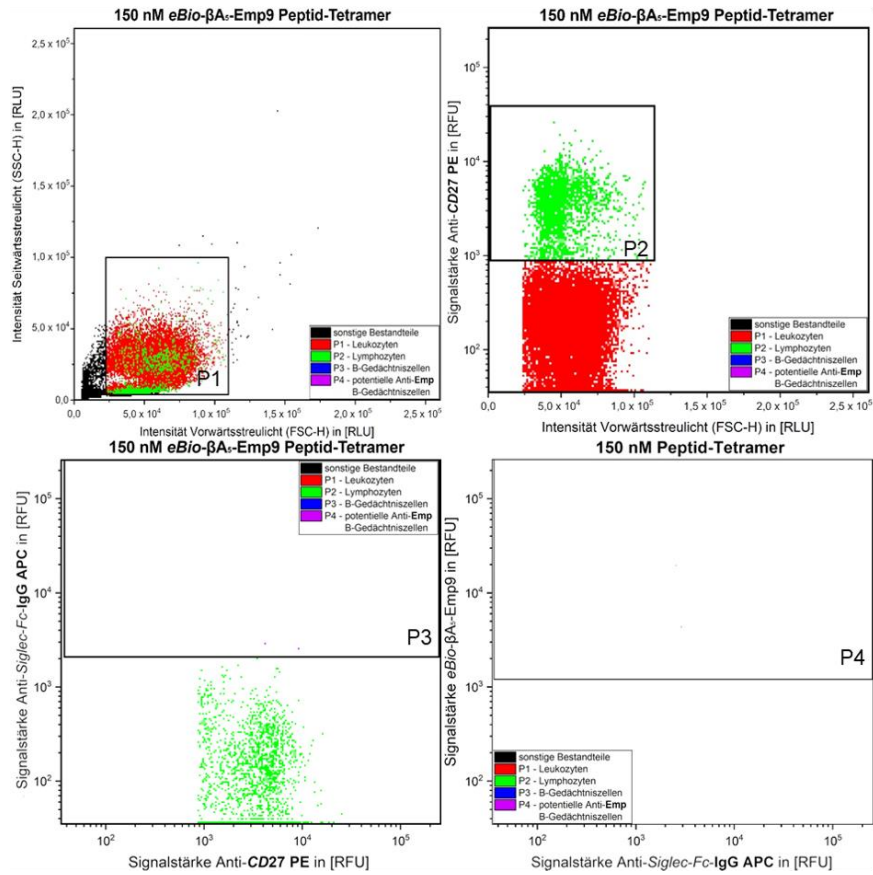 150 nM eBio-βA₅-Emp9 Peptid-Tetramer
Intensität Seitwärtsstreulicht (SSC-H) in [RLU]
2,5 x 10⁵
2,0 x 10⁵
1,5 x 10⁵
1,0 x 10⁵
5,0 x 10⁴
0,0
P1
sonstige Bestandteile
P1 - Leukozyten
P2 - Lymphozyten
P3 - B-Gedächtniszellen
P4 - potentielle Anti-Emp
B-Gedächtniszellen
0,0 5,0 x 10⁴ 1,0 x 10⁵ 1,5 x 10⁵ 2,0 x 10⁵ 2,5 x 10⁵
Intensität Vorwärtsstreulicht (FSC-H) in [RLU]
150 nM eBio-βA₅-Emp9 Peptid-Tetramer
Signalstärke Anti-CD27 PE in [RFU]
10⁵
10⁴
10³
10²
P2
sonstige Bestandteile
P1 - Leukozyten
P2 - Lymphozyten
P3 - B-Gedächtniszellen
P4 - potentielle Anti-Emp
B-Gedächtniszellen
0,0 5,0 x 10⁴ 1,0 x 10⁵ 1,5 x 10⁵ 2,0 x 10⁵ 2,5 x 10⁵
Intensität Vorwärtsstreulicht (FSC-H) in [RLU]
150 nM eBio-βA₅-Emp9 Peptid-Tetramer
Signalstärke Anti-Siglec-Fc-IgG APC in [RFU]
sonstige Bestandteile
P1 - Leukozyten
P2 - Lymphozyten
P3 - B-Gedächtniszellen
P4 - potentielle Anti-Emp
B-Gedächtniszellen
10⁵
10⁴
P3
10³
10²
10² 10³ 10⁴ 10⁵
Signalstärke Anti-CD27 PE in [RFU]
150 nM Peptid-Tetramer
Signalstärke eBio-βA₅-Emp9 in [RFU]
10⁵
10⁴
P4
10³
10²
sonstige Bestandteile
P1 - Leukozyten
P2 - Lymphozyten
P3 - B-Gedächtniszellen
P4 - potentielle Anti-Emp
B-Gedächtniszellen
10² 10³ 10⁴ 10⁵
Signalstärke Anti-Siglec-Fc-IgG APC in [RFU]